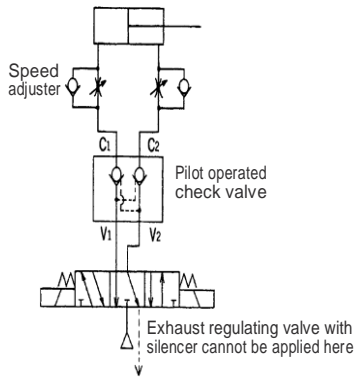 Speed
adjuster
C1 C2
Pilot operated
check valve
V1 V2
Exhaust regulating valve with
silencer cannot be applied here